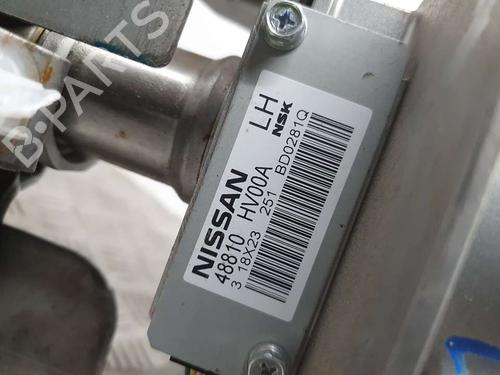 NISSAN LH
48810 HV00A NSK
3 18X23 251 BD0281Q
B-PARTS